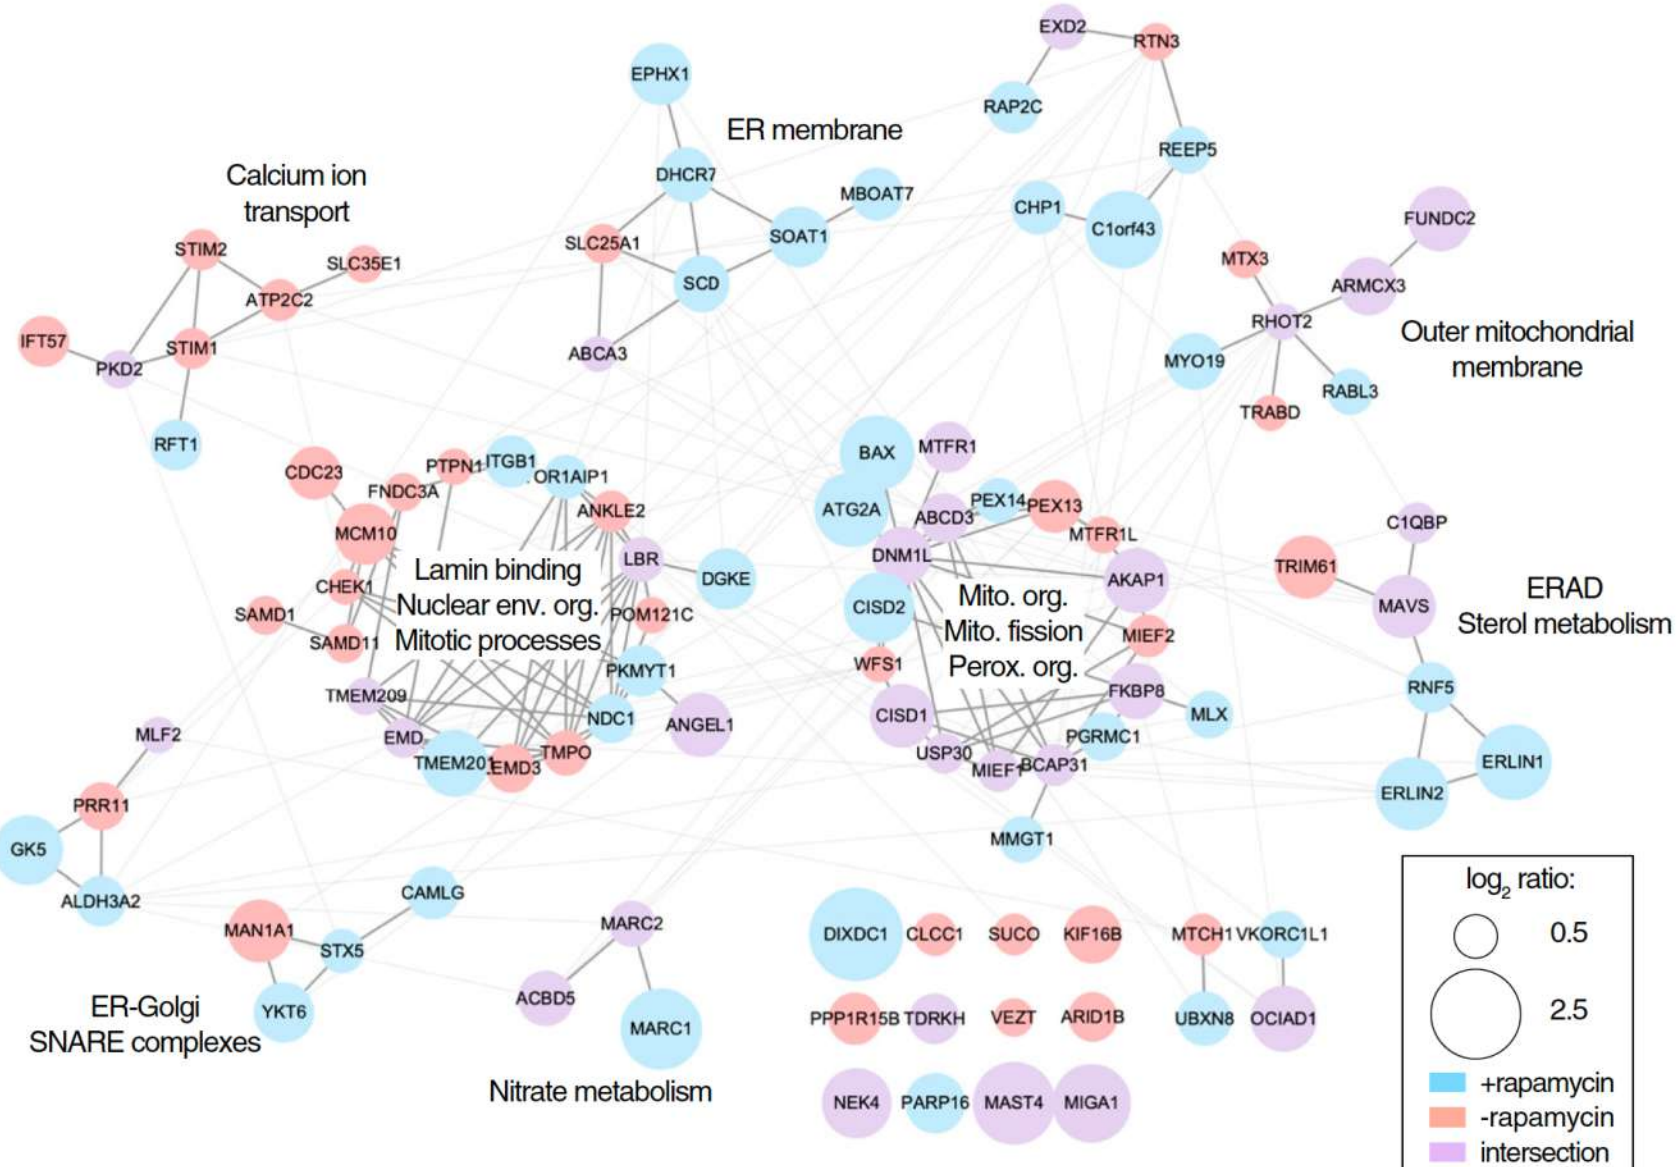 EXD2
RTN3
EPHX1
RAP2C
ER membrane
REEP5
Calcium ion
transport
DHCR7
MBOAT7
CHP1
C1orf43
FUNDC2
STIM2
SLC35E1
SLC25A1
SOAT1
MTX3
ATP2C2
SCD
ARMCX3
IFT57
STIM1
PKD2
ABCA3
RHOT2
Outer mitochondrial
membrane
MYO19
RABL3
TRABD
RFT1
BAX
MTFR1
CDC23
PTPN1
ITGB1
OR1AIP1
FNDC3A
ANKLE2
MCM10
ATG2A
ABCD3
PEX14
PEX13
MTFR1L
C1QBP
LBR
DGKE
DNM1L
AKAP1
TRIM61
MAVS
ERAD
Sterol metabolism
Lamin binding
Nuclear env. org.
Mitotic processes
CHEK1
SAMD1
SAMD11
POM121C
PKMYT1
CISD2
Mito. org.
Mito. fission
Perox. org.
MIEF2
WFS1
TMEM209
EMD
NDC1
ANGEL1
CISD1
FKBP8
MLX
PGRMC1
RNF5
MLF2
TMEM201
LEMD3
TMPO
USP30
MIEF1
BCAP31
ERLIN1
ERLIN2
PRR11
GK5
ALDH3A2
MMGT1
CAMLG
MAN1A1
STX5
YKT6
ER-Golgi
SNARE complexes
MARC2
ACBD5
MARC1
Nitrate metabolism
DIXDC1 CLCC1 SUCO KIF16B
MTCH1 VKORC1L1
PPP1R15B TDRKH VEZT ARID1B
UBXN8 OCIAD1
NEK4 PARP16 MAST4 MIGA1
log2 ratio:
0.5
2.5
+rapamycin
-rapamycin
intersection